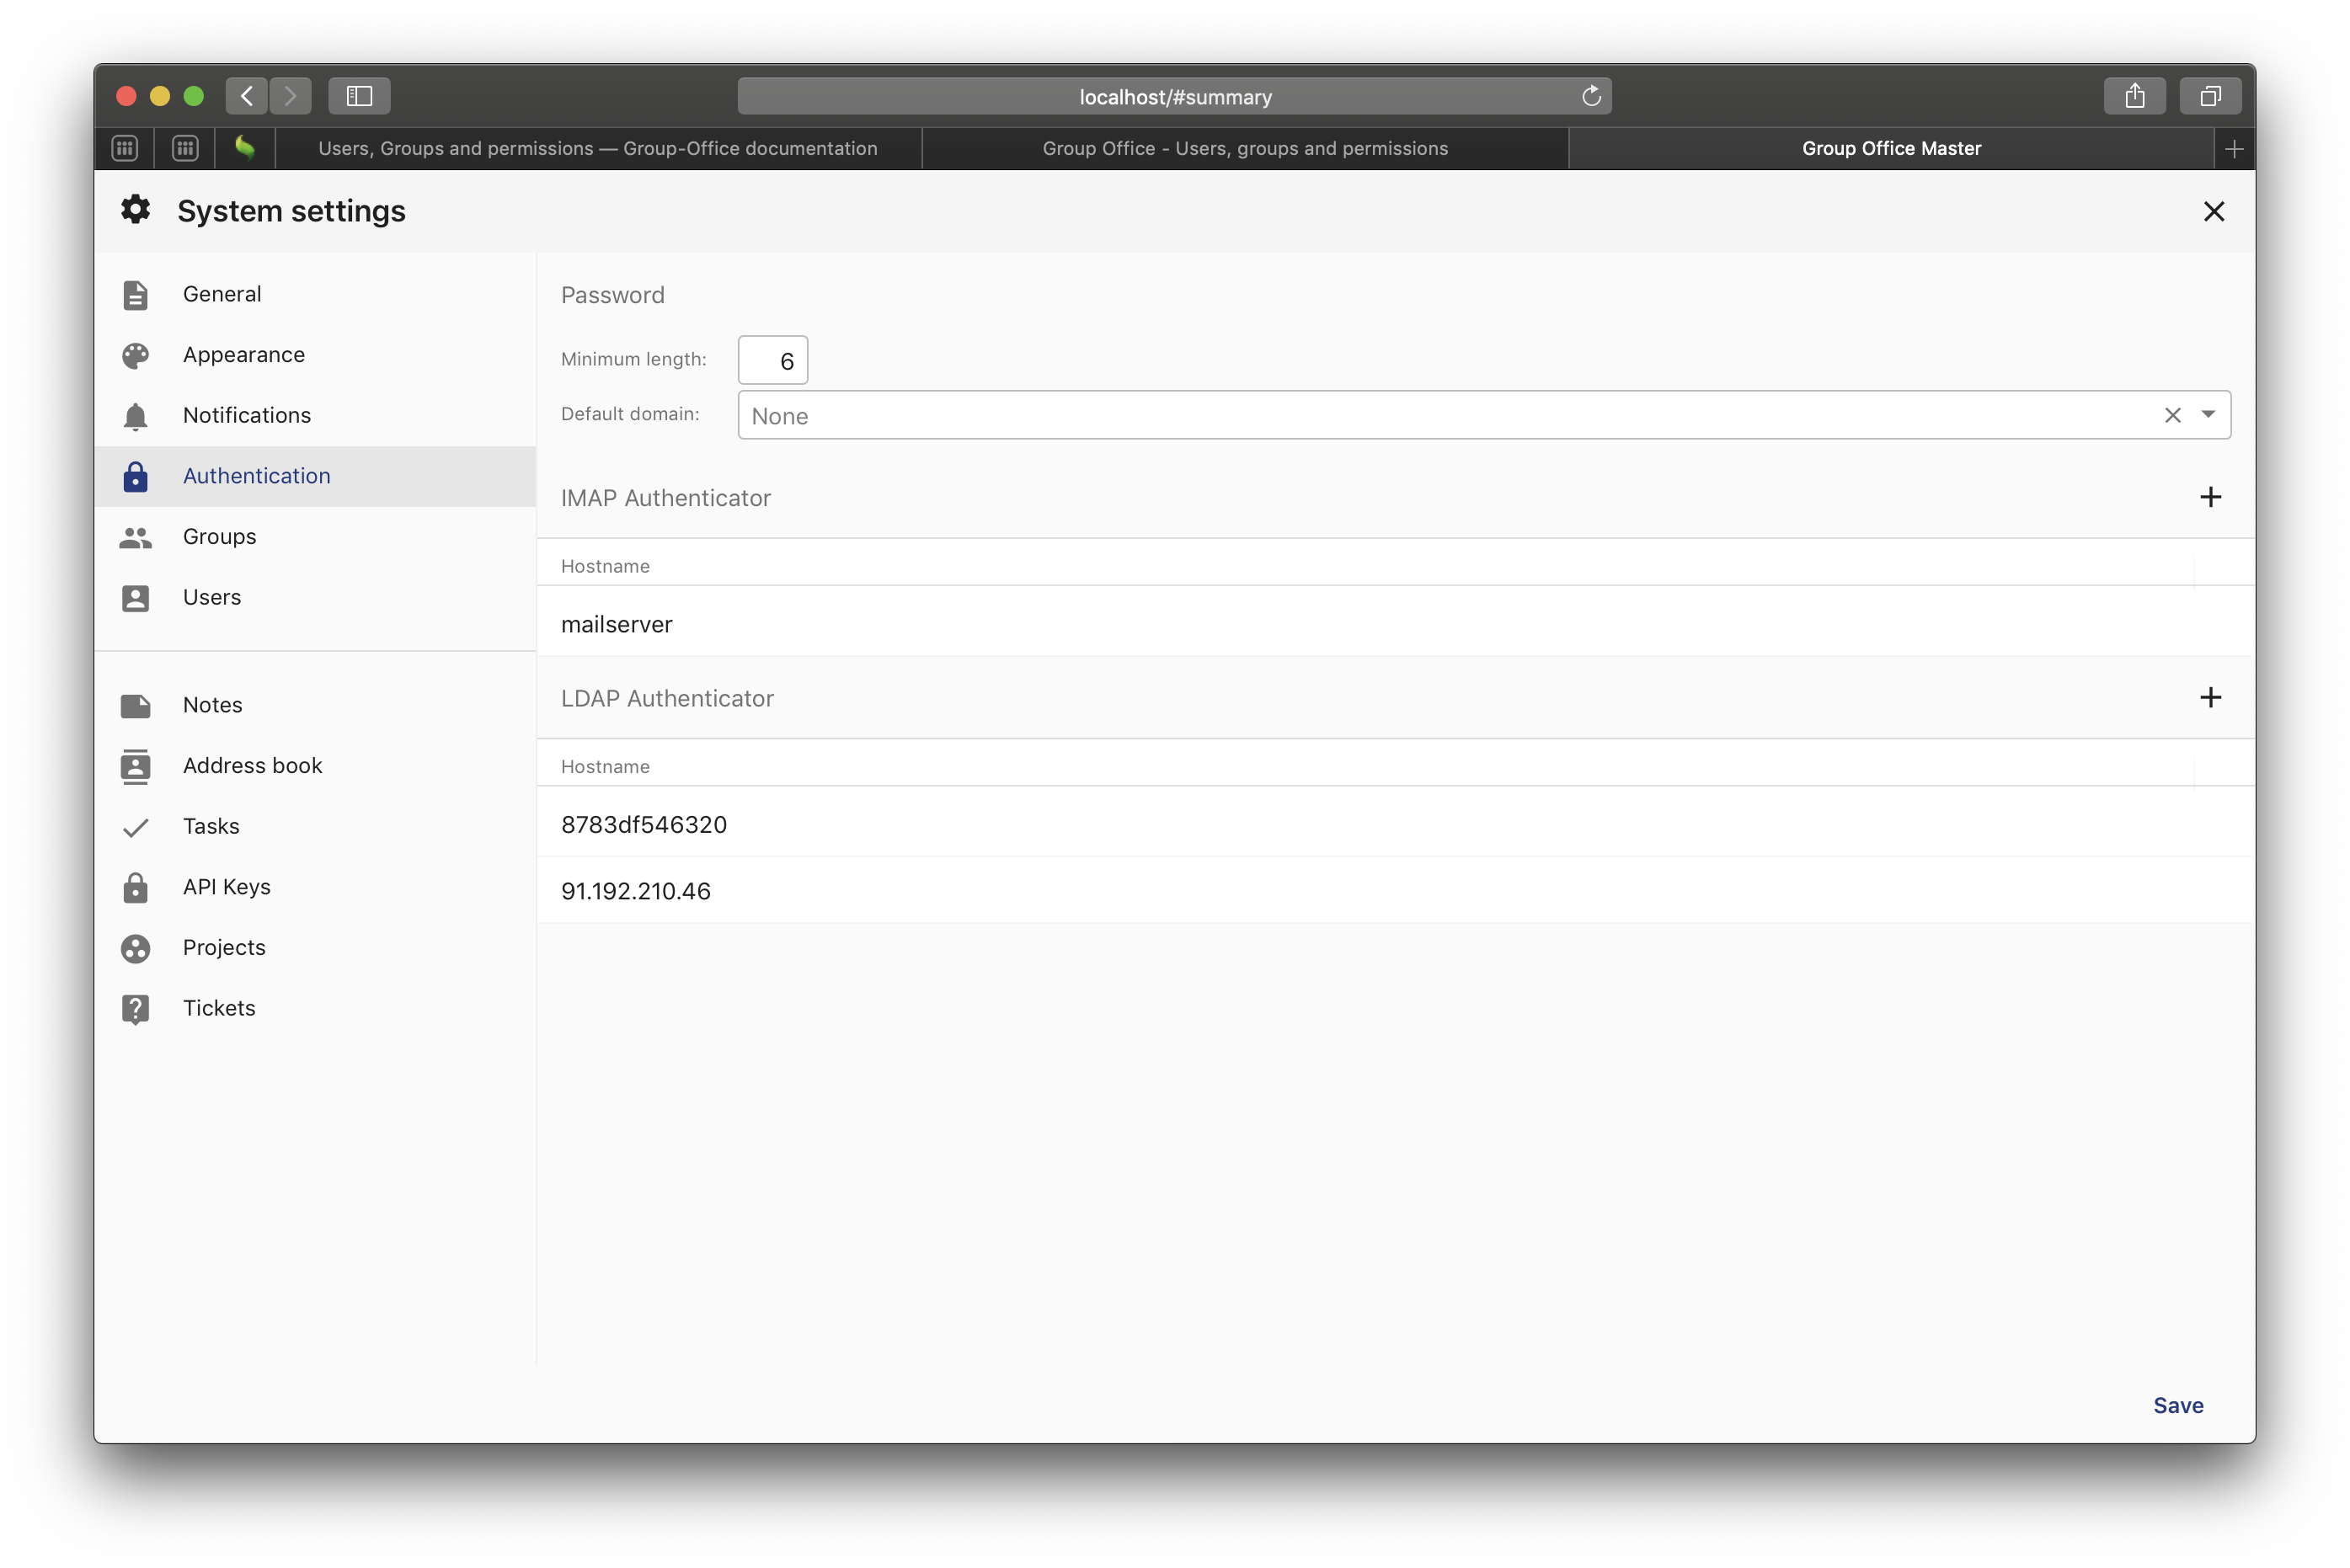 localhost/#summary
Users, Groups and permissions — Group-Office documentation
Group Office - Users, groups and permissions
Group Office Master
System settings
General
Appearance
Notifications
Authentication
Groups
Users
Notes
Address book
Tasks
API Keys
Projects
Tickets
Password
Minimum length: 6
Default domain: None
IMAP Authenticator
Hostname
mailserver
LDAP Authenticator
Hostname
8783df546320
91.192.210.46
Save